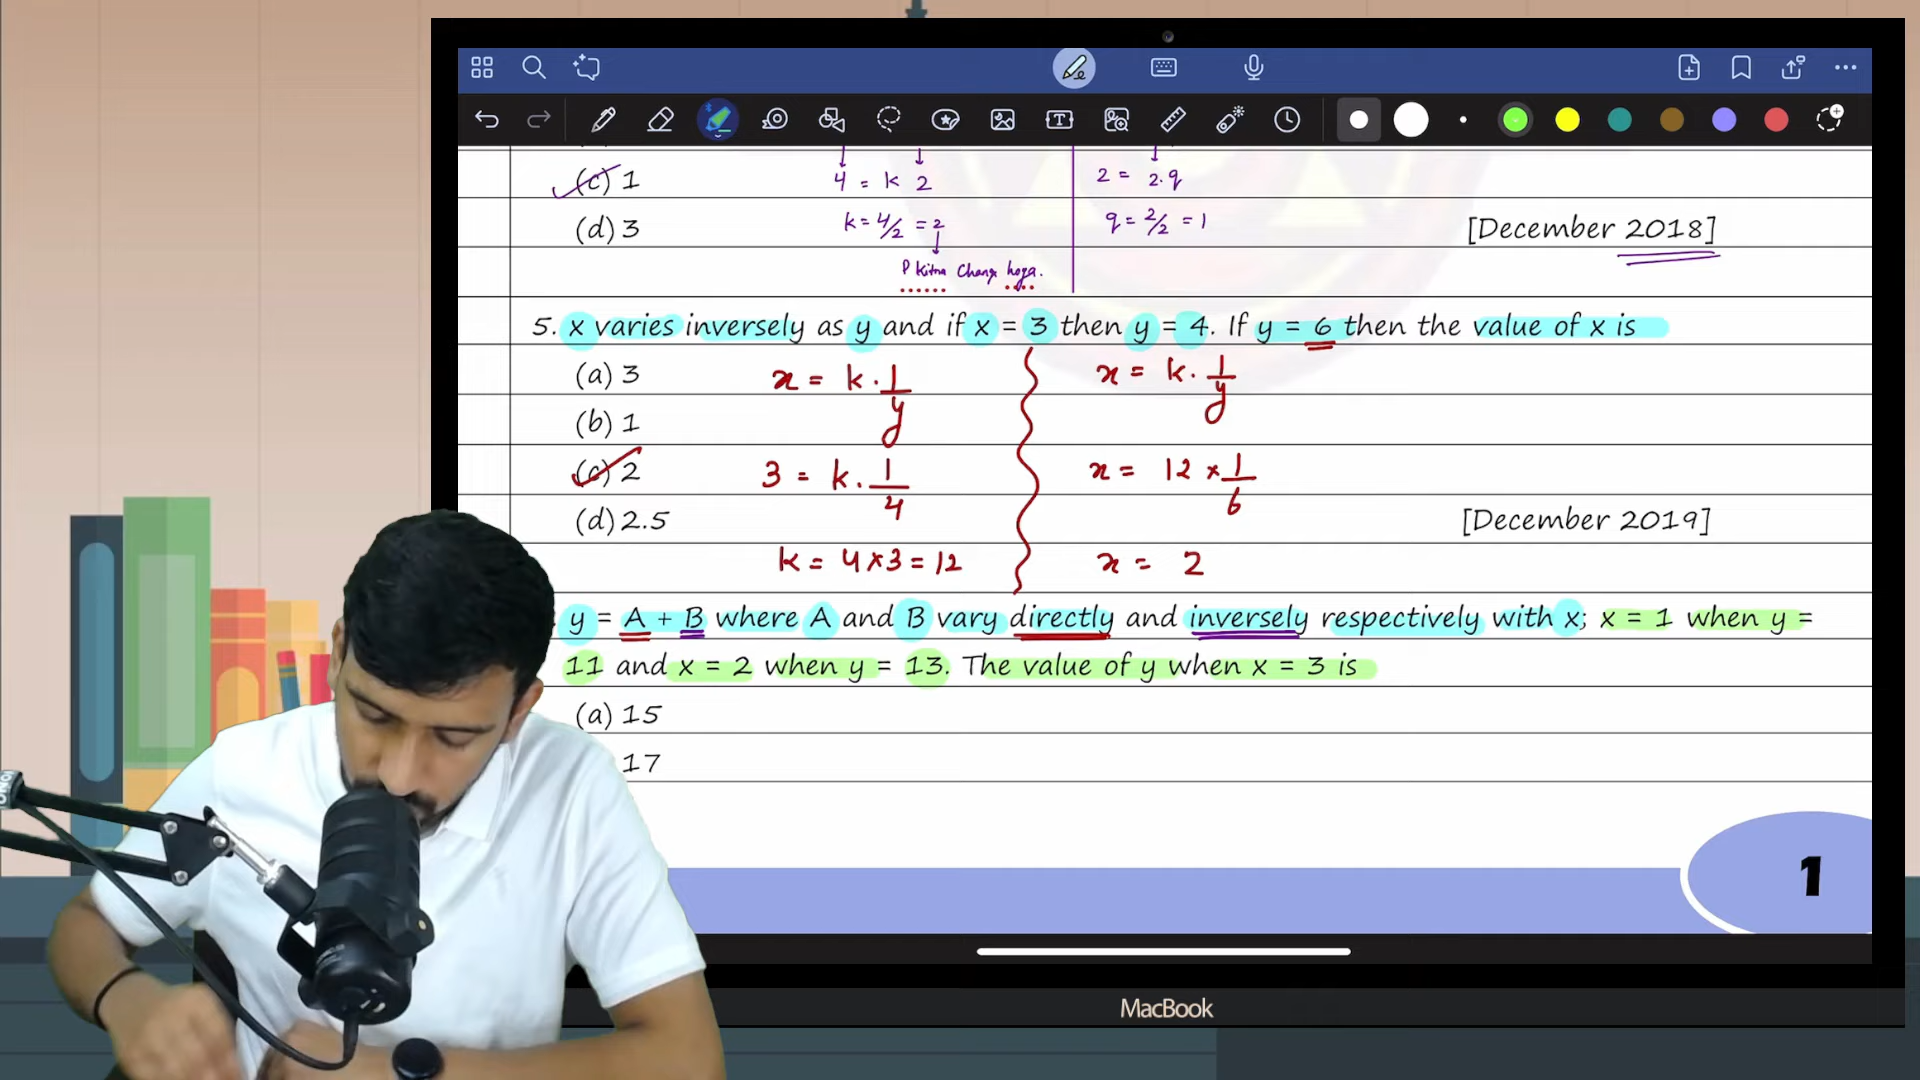 (c) 1
4 = k 2
2 = 2.q
(d) 3
k = 4/2 = 2
q = 2/2 = 1
[December 2018]
P kitna change hoga.
5. x varies inversely as y and if x = 3 then y = 4. If y = 6 then the value of x is
(a) 3
x = k . 1/y
x = k . 1/y
(b) 1
(c) 2
3 = k . 1/4
x = 12 × 1/6
(d) 2.5
[December 2019]
k = 4×3 = 12
x = 2
y = A + B where A and B vary directly and inversely respectively with x; x = 1 when y =
11 and x = 2 when y = 13. The value of y when x = 3 is
(a) 15
17
1
MacBook